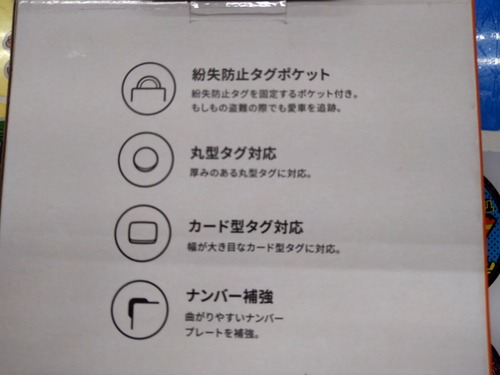 紛失防止タグポケット
紛失防止タグを固定するポケット付き。
もしもの盗難の際でも愛車を追跡。
丸型タグ対応
厚みのある丸型タグに対応。
カード型タグ対応
幅が大き目なカード型タグに対応。
ナンバー補強
曲がりやすいナンバー
プレートを補強。